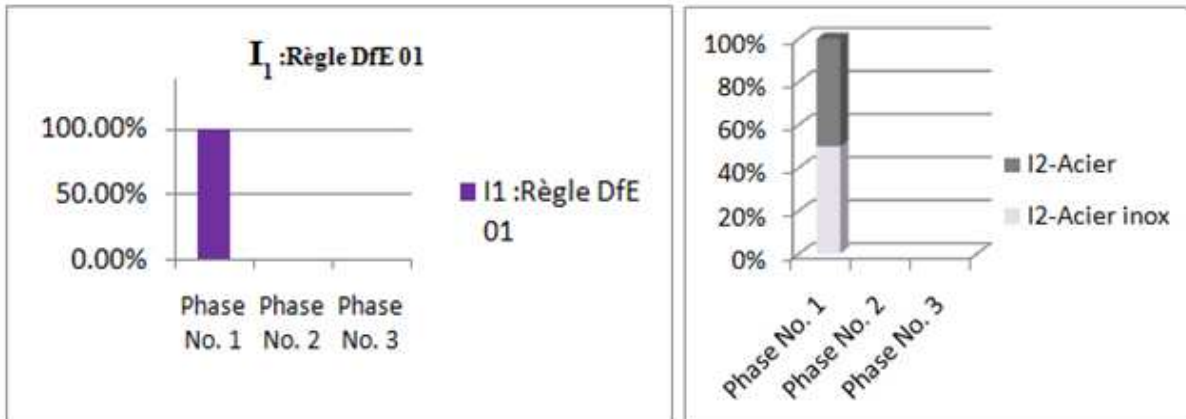 I1 :Règle DfE 01
100.00%
50.00%
0.00%
Phase
No. 1
Phase
No. 2
Phase
No. 3
I1 :Règle DfE
01
100%
80%
60%
40%
20%
0%
Phase No. 1
Phase No. 2
Phase No. 3
I2-Acier
I2-Acier inox